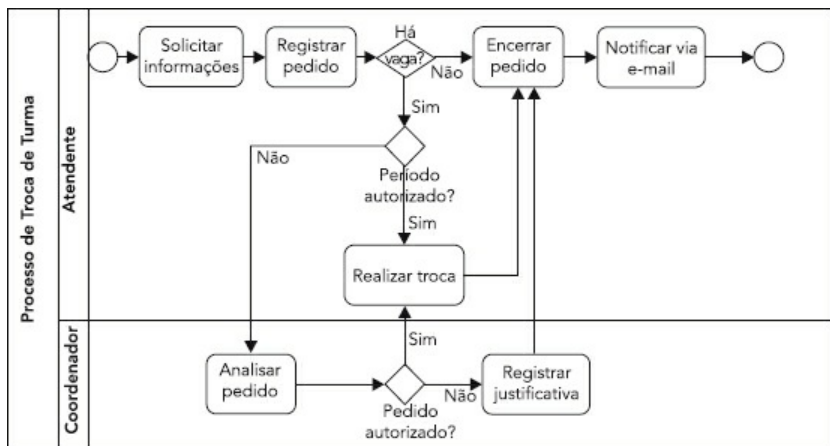 Processo de Troca de Turma
Atendente
Solicitar
informações
Registrar
pedido
Há
vaga?
Não
Encerrar
pedido
Notificar via
e-mail
Sim
Não
Período
autorizado?
Sim
Realizar troca
Coordenador
Sim
Analisar
pedido
Não
Pedido
autorizado?
Registrar
justificativa